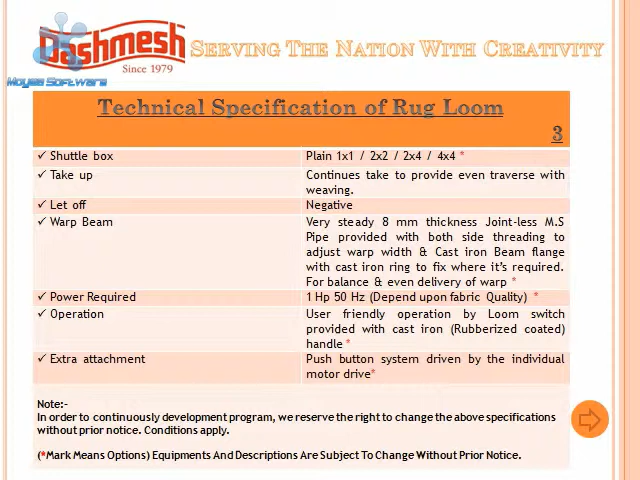 Dashmesh
Since 1979
Moyea Software
SERVING THE NATION WITH CREATIVITY
Technical Specification of Rug Loom
3
✓ Shuttle box Plain 1x1 / 2x2 / 2x4 / 4x4 *
✓ Take up Continues take to provide even traverse with
weaving.
✓ Let off Negative
✓ Warp Beam Very steady 8 mm thickness Joint-less M.S
Pipe provided with both side threading to
adjust warp width & Cast iron Beam flange
with cast iron ring to fix where it's required.
For balance & even delivery of warp *
✓ Power Required 1 Hp 50 Hz (Depend upon fabric Quality) *
✓ Operation User friendly operation by Loom switch
provided with cast iron (Rubberized coated)
handle *
✓ Extra attachment Push button system driven by the individual
motor drive*
Note:-
In order to continuously development program, we reserve the right to change the above specifications
without prior notice. Conditions apply.
(*Mark Means Options) Equipments and Descriptions Are Subject To Change Without Prior Notice.